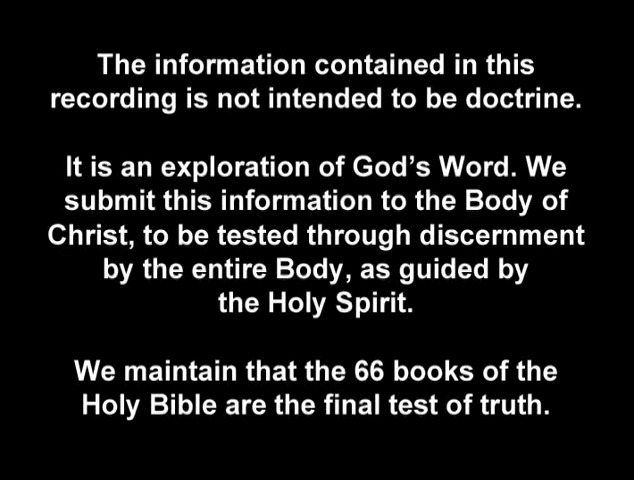 The information contained in this
recording is not intended to be doctrine.
It is an exploration of God's Word. We
submit this information to the Body of
Christ, to be tested through discernment
by the entire Body, as guided by
the Holy Spirit.
We maintain that the 66 books of the
Holy Bible are the final test of truth.